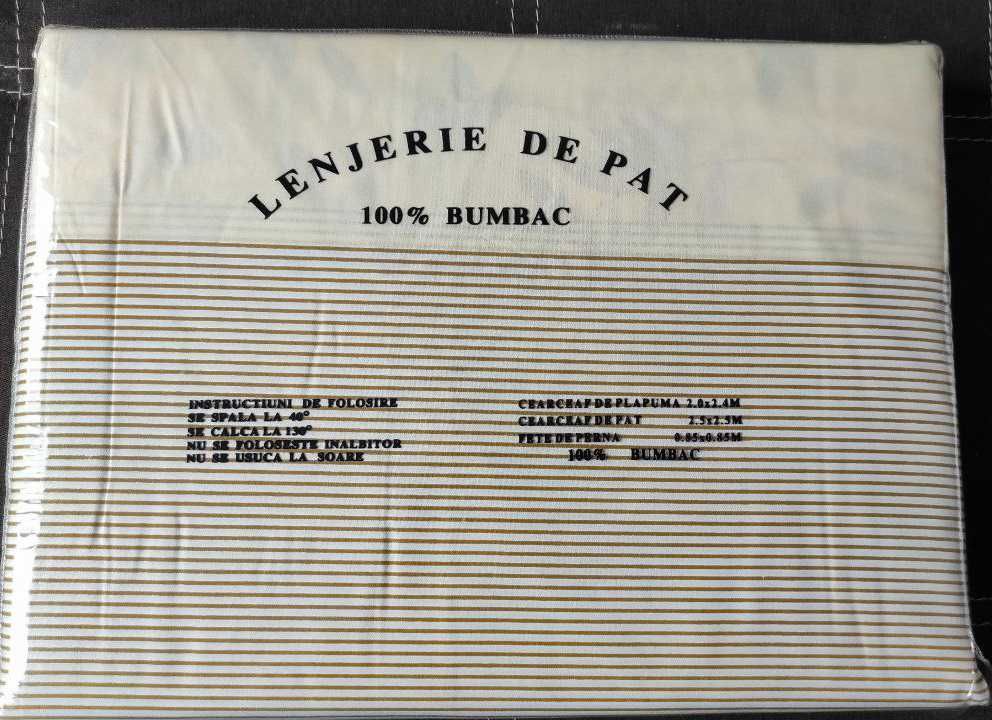 LENJERIE DE PAT
100% BUMBAC
INSTRUCTIUNI DE FOLOSIRE
SE SPALA LA 40°
SE CALCA LA 130°
NU SE FOLOSESTE INALBITOR
NU SE USUCA LA SOARE
CEARCEAF DE PLAPUMA 2.0x2.4M
CEARCEAF DE PAT 2.5x2.5M
FETE DE PERNA 0.85x0.85M
100% BUMBAC